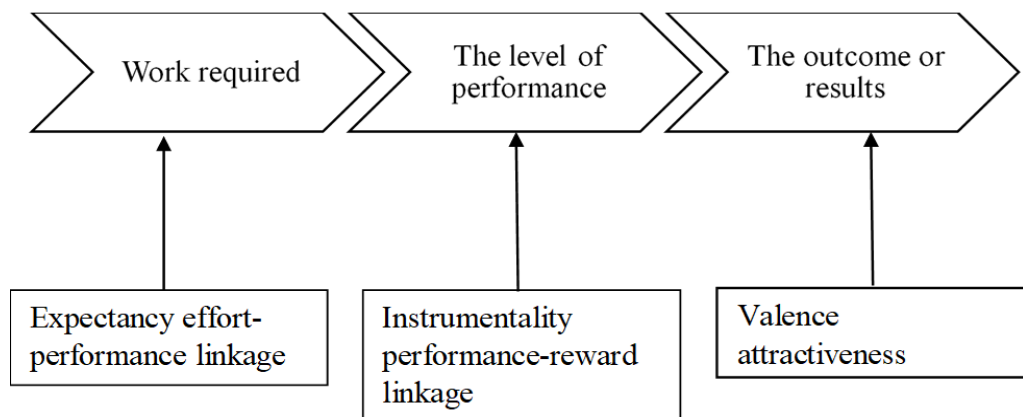 Work required
The level of
performance
The outcome or
results
Expectancy effort-
performance linkage
Instrumentality
performance-reward
linkage
Valence
attractiveness